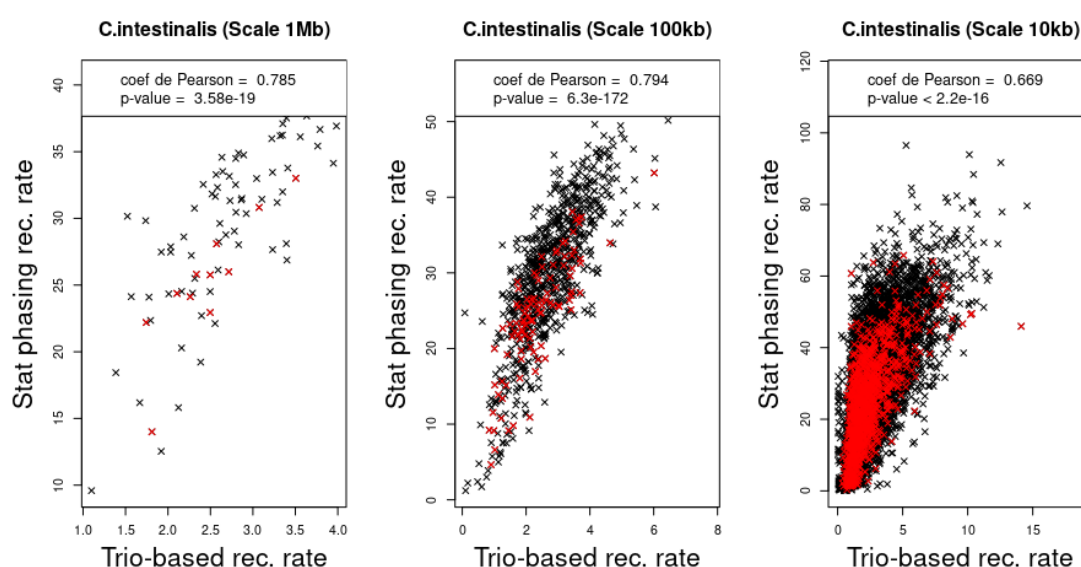 C.intestinalis (Scale 1Mb)
coef de Pearson = 0.785
p-value = 3.58e-19
Stat phasing rec. rate
40
35
30
25
20
15
10
1.0 1.5 2.0 2.5 3.0 3.5 4.0
Trio-based rec. rate
C.intestinalis (Scale 100kb)
coef de Pearson = 0.794
p-value = 6.3e-172
Stat phasing rec. rate
50
40
30
20
10
0
0 2 4 6 8
Trio-based rec. rate
C.intestinalis (Scale 10kb)
coef de Pearson = 0.669
p-value < 2.2e-16
Stat phasing rec. rate
120
100
80
60
40
20
0
0 5 10 15
Trio-based rec. rate